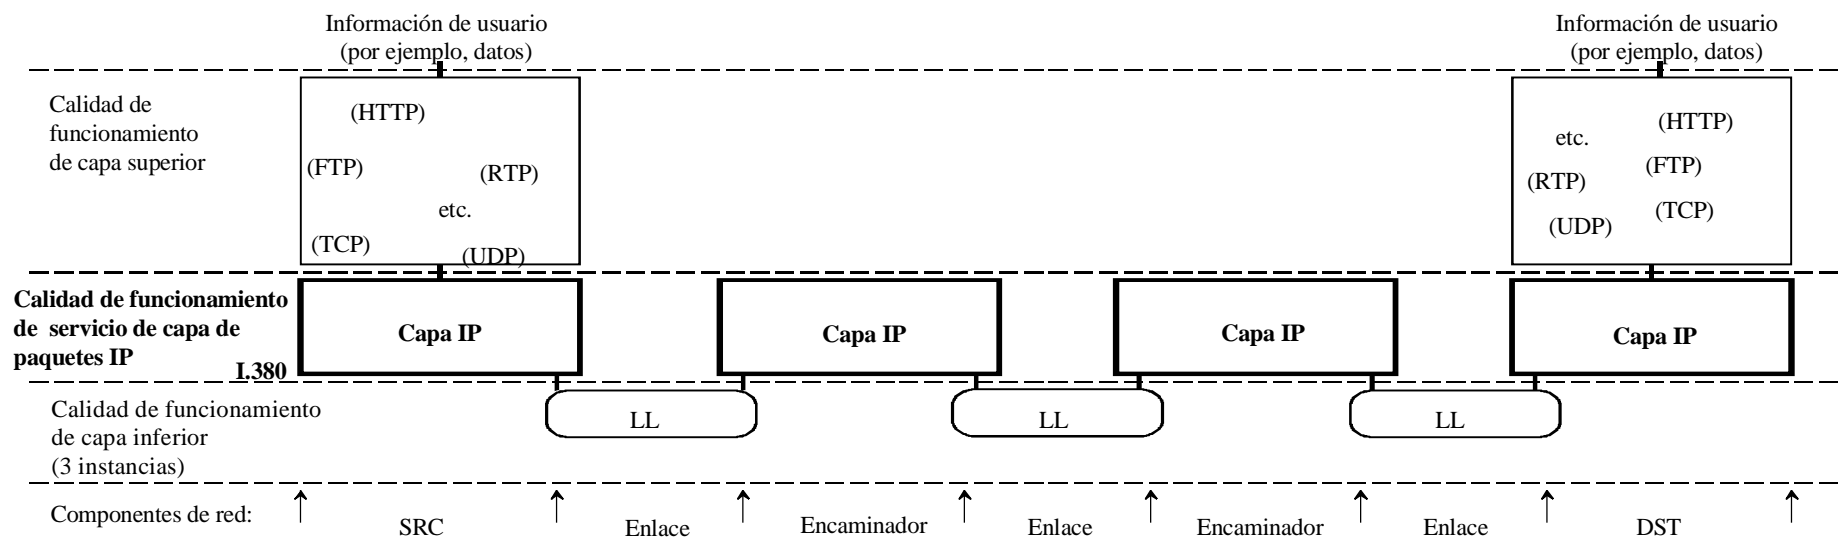 Información de usuario
(por ejemplo, datos)
Información de usuario
(por ejemplo, datos)
Calidad de
funcionamiento
de capa superior
(HTTP)
(FTP)
(RTP)
etc.
(TCP)
(UDP)
(HTTP)
etc.
(FTP)
(RTP)
(TCP)
(UDP)
Calidad de funcionamiento
de servicio de capa de
paquetes IP
I.380
Capa IP
Capa IP
Capa IP
Capa IP
Calidad de funcionamiento
de capa inferior
(3 instancias)
LL
LL
LL
Componentes de red:
SRC
Enlace
Encaminador
Enlace
Encaminador
Enlace
DST